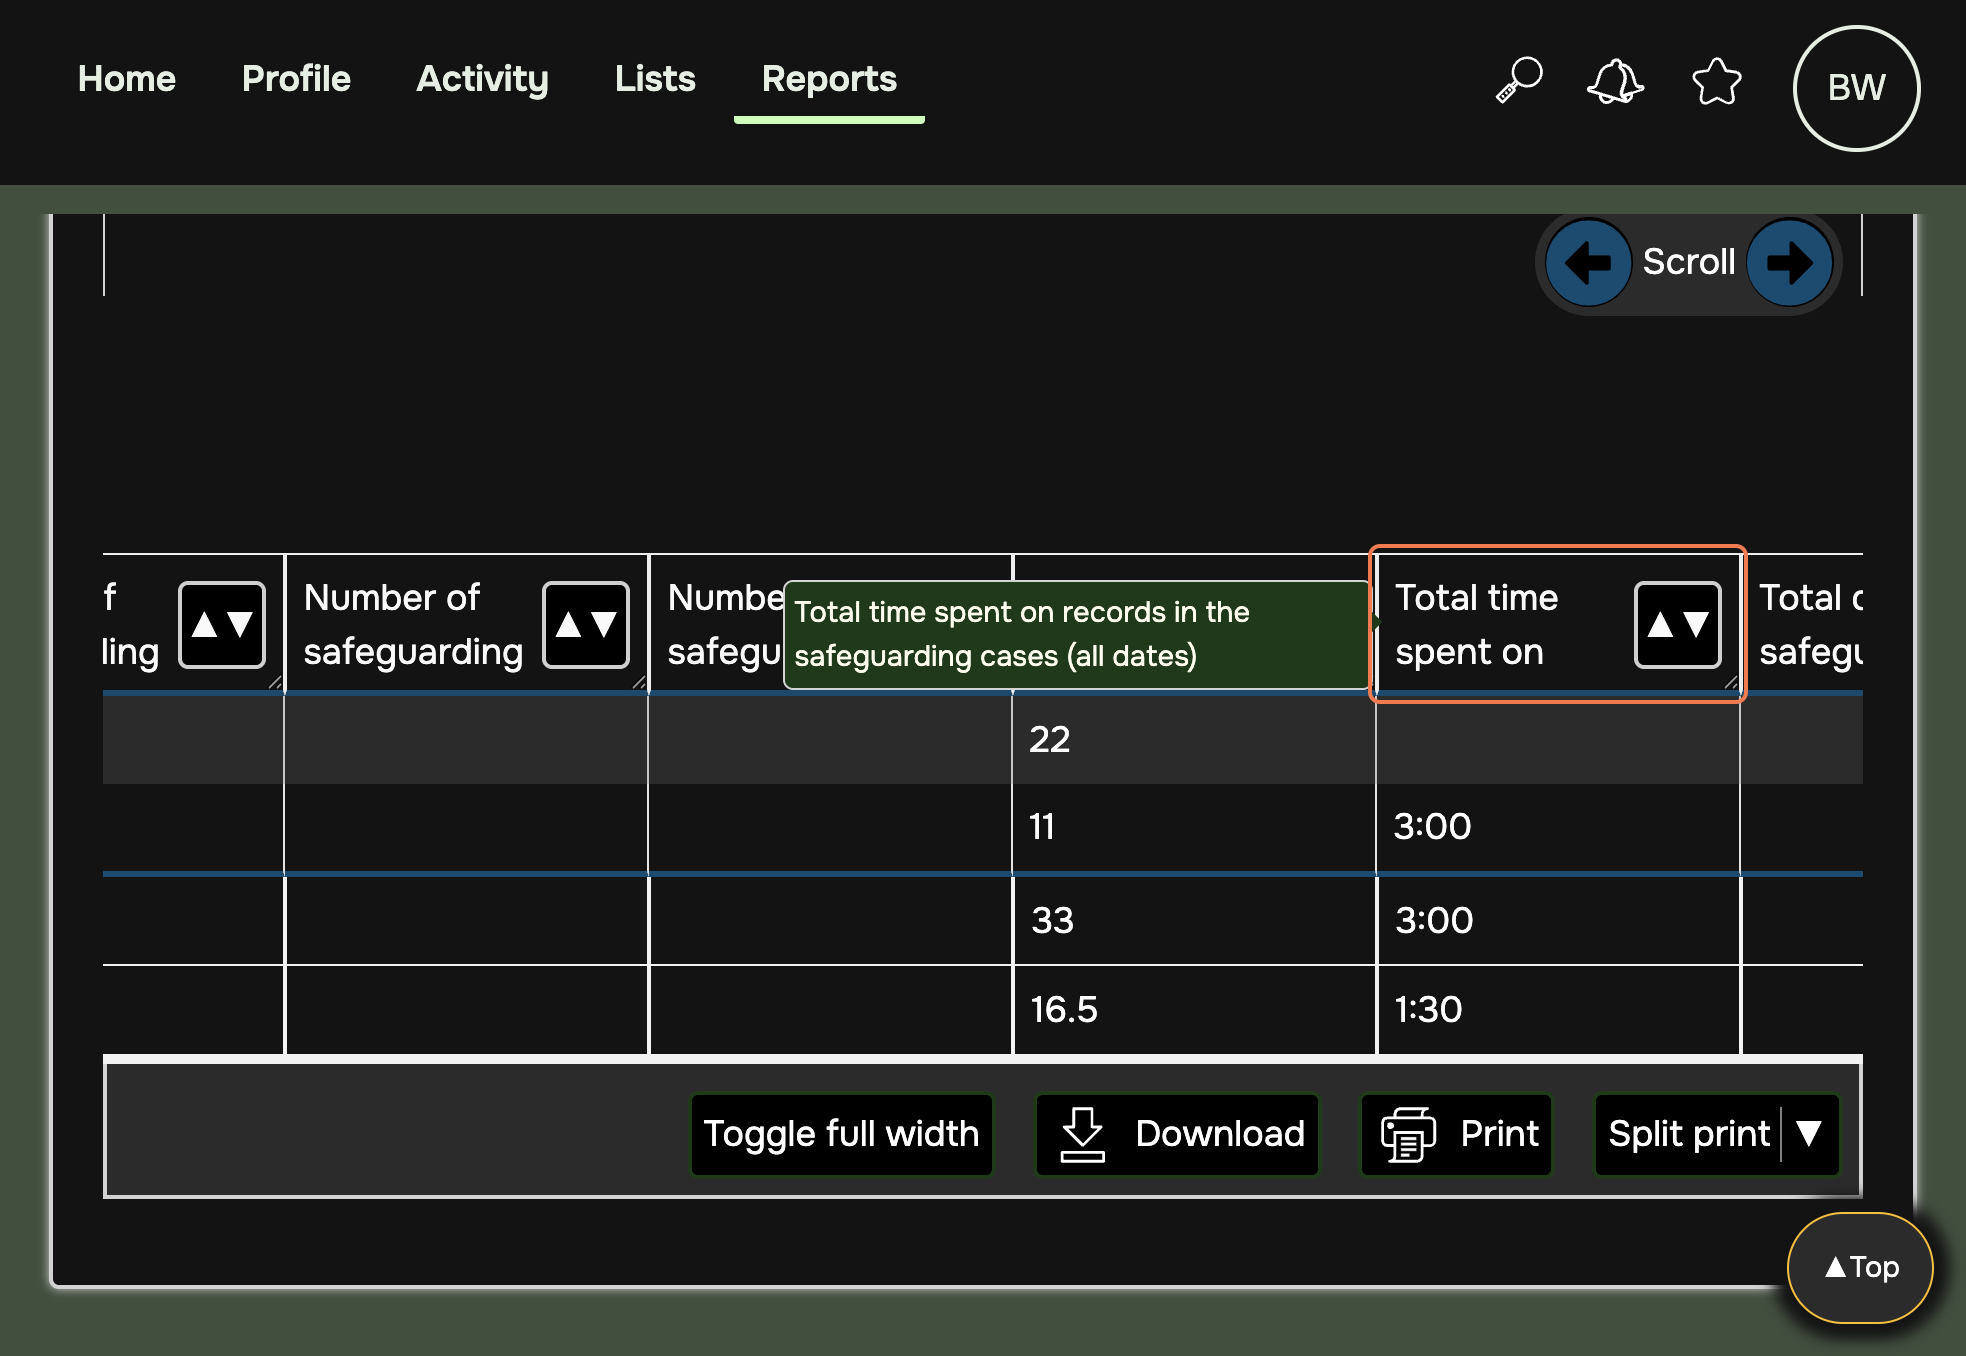 Home Profile Activity Lists Reports BW
Scroll
f
ling
Number of
safeguarding
Numbe
safegu
Total time spent on records in the
safeguarding cases (all dates)
Total time
spent on
Total c
safegu
22
11 3:00
33 3:00
16.5 1:30
Toggle full width Download Print Split print ▼
▲Top